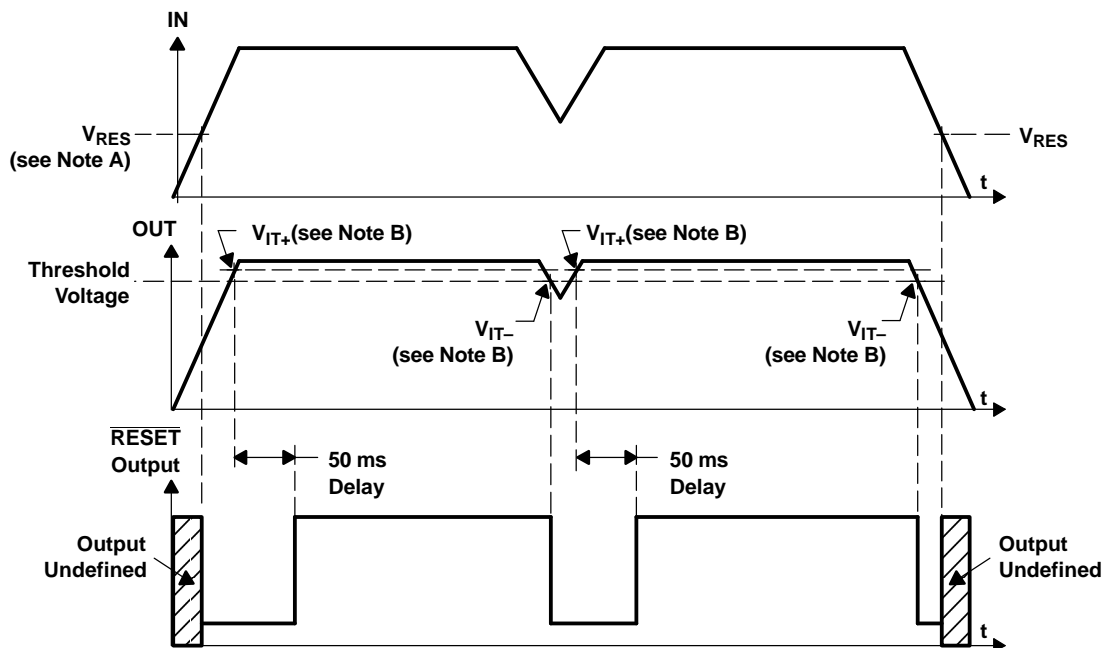 IN
VRES
(see Note A)
VRES
t
OUT
VIT+(see Note B)
VIT+(see Note B)
Threshold
Voltage
VIT–
(see Note B)
VIT–
(see Note B)
t
RESET
Output
50 ms
Delay
50 ms
Delay
Output
Undefined
Output
Undefined
t